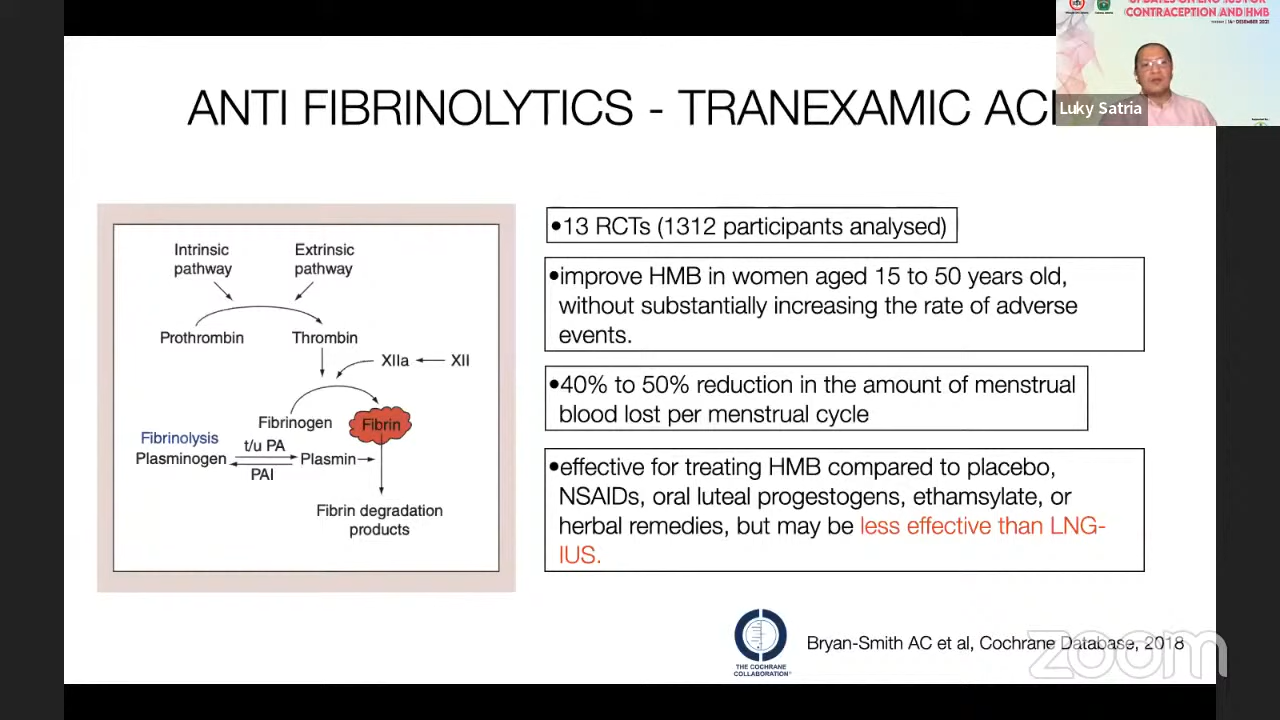 UPDATES ON LNG-IUS FOR
CONTRACEPTION AND HMB
Luky Satria
ANTI FIBRINOLYTICS - TRANEXAMIC AC
Intrinsic
pathway
Extrinsic
pathway
Prothrombin
Thrombin
XIIa
XII
Fibrinogen
Fibrin
Fibrinolysis
Plasminogen
t/u PA
PAI
Plasmin
Fibrin degradation
products
•13 RCTs (1312 participants analysed)
•improve HMB in women aged 15 to 50 years old,
without substantially increasing the rate of adverse
events.
•40% to 50% reduction in the amount of menstrual
blood lost per menstrual cycle
•effective for treating HMB compared to placebo,
NSAIDs, oral luteal progestogens, ethamsylate, or
herbal remedies, but may be less effective than LNG-
IUS.
THE COCHRANE
COLLABORATION®
Bryan-Smith AC et al, Cochrane Database, 2018
zoom